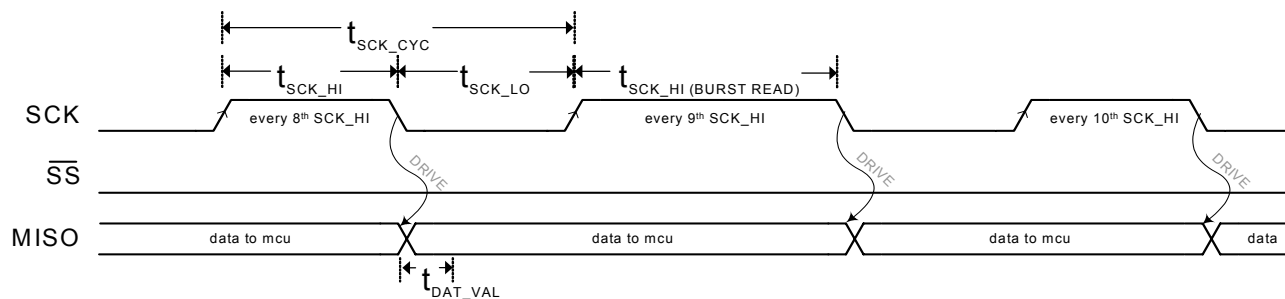 tSCK_CYC
tSCK_HI tSCK_LO tSCK_HI (BURST READ)
SCK every 8th SCK_HI every 9th SCK_HI every 10th SCK_HI
DRIVE DRIVE DRIVE
SS
MISO data to mcu data to mcu data to mcu data
tDAT_VAL